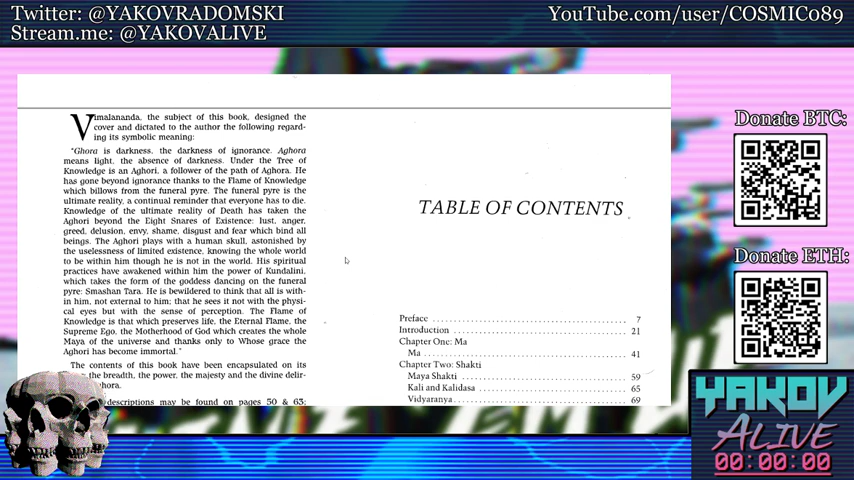 Twitter: @YAKOVRADOMSKI
Stream.me: @YAKOVALIVE
YouTube.com/user/COSMIC089
Vimalananda, the subject of this book, designed the
cover and dictated to the author the following regard-
ing its symbolic meaning:
"Ghora is darkness, the darkness of ignorance. Aghora
means light, the absence of darkness. Under the Tree of
Knowledge is an Aghori, a follower of the path of Aghora. He
has gone beyond ignorance thanks to the Flame of Knowledge
which billows from the funeral pyre. The funeral pyre is the
ultimate reality, a continual reminder that everyone has to die.
Knowledge of the ultimate reality of Death has taken the
Aghori beyond the Eight Snares of Existence: lust, anger,
greed, delusion, envy, shame, disgust and fear which bind all
beings. The Aghori plays with a human skull, astonished by
the uselessness of limited existence, knowing the whole world
to be within him though he is not in the world. His spiritual
practices have awakened within him the power of Kundalini,
which takes the form of the goddess dancing on the funeral
pyre: Smashan Tara. He is bewildered to think that all is with-
in him, not external to him; that he sees it not with the physi-
cal eyes but with the sense of perception. The Flame of
Knowledge is that which preserves life, the Eternal Flame, the
Supreme Ego, the Motherhood of God which creates the whole
Maya of the universe and thanks only to Whose grace the
Aghori has become immortal."
The contents of this book have been encapsulated on its
the breadth, the power, the majesty and the divine delir-
descriptions may be found on pages 50 & 63;
TABLE OF CONTENTS
Preface 7
Introduction 21
Chapter One: Ma
Ma 41
Chapter Two: Shakti
Maya Shakti 59
Kali and Kalidasa 65
Vidyaranya 69
Donate BTC:
Donate ETH:
YAKOV
ALIVE
00:00:00